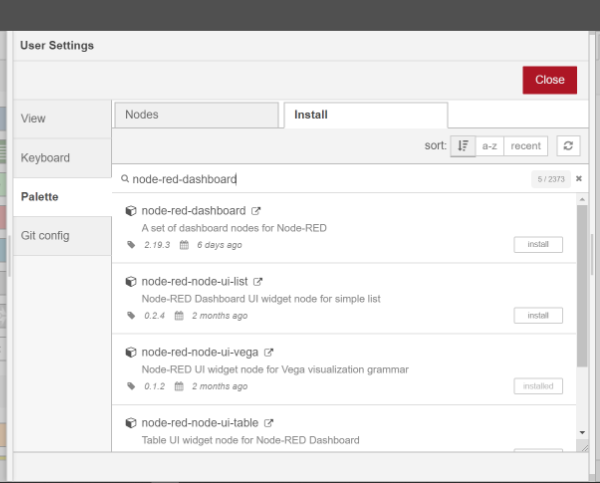 User Settings
Close
View
Keyboard
Palette
Git config
Nodes
Install
sort:
a-z
recent
node-red-dashboard
5 / 2373
node-red-dashboard
A set of dashboard nodes for Node-RED
2.19.3 6 days ago
install
node-red-node-ui-list
Node-RED Dashboard UI widget node for simple list
0.2.4 2 months ago
install
node-red-node-ui-vega
Node-RED UI widget node for Vega visualization grammar
0.1.2 2 months ago
installed
node-red-node-ui-table
Table UI widget node for Node-RED Dashboard